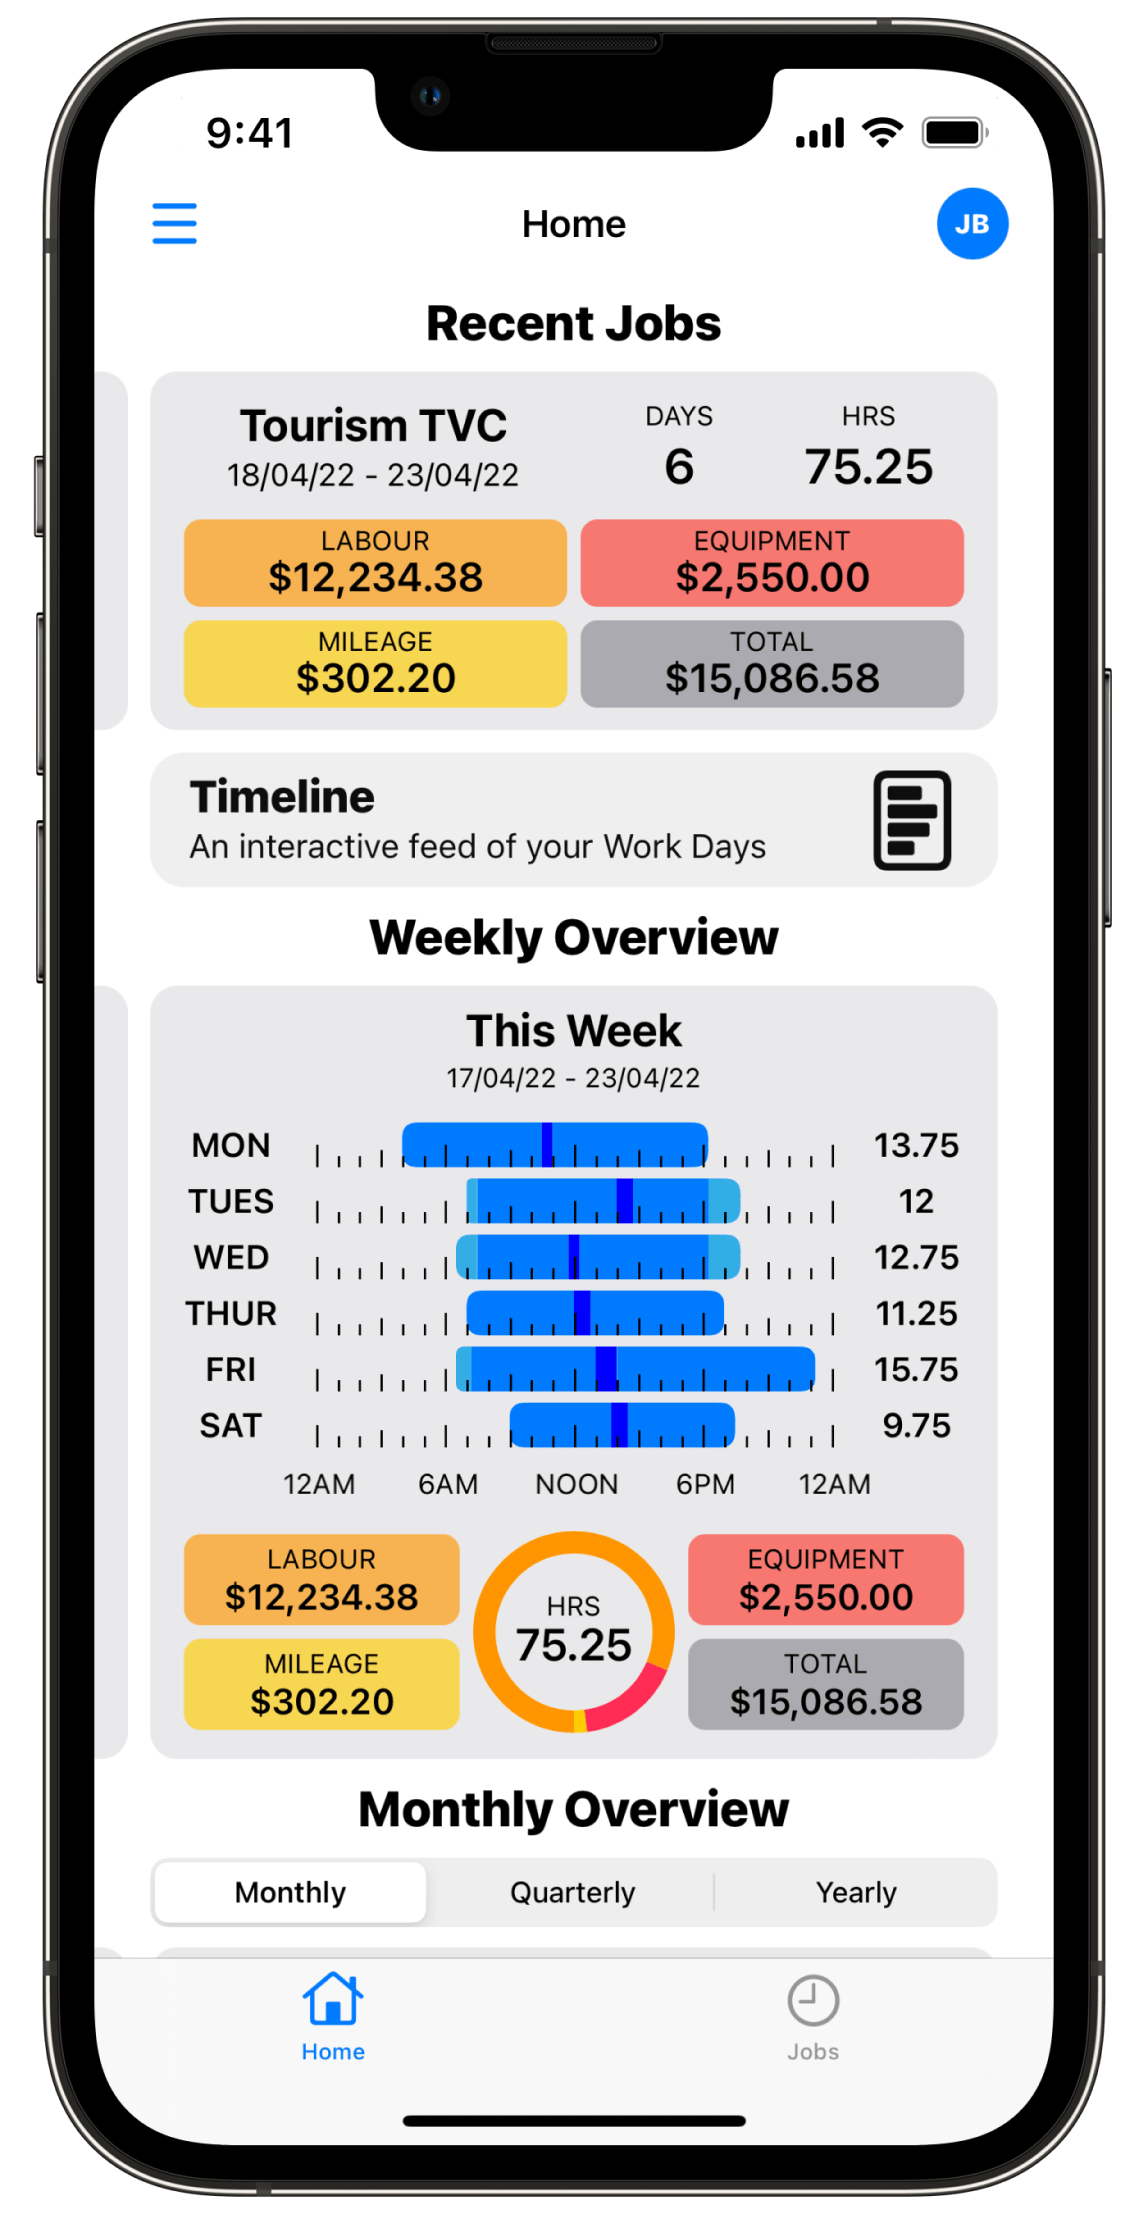 9:41
Home
JB
Recent Jobs
Tourism TVC
18/04/22 - 23/04/22
DAYS
6
HRS
75.25
LABOUR
$12,234.38
EQUIPMENT
$2,550.00
MILEAGE
$302.20
TOTAL
$15,086.58
Timeline
An interactive feed of your Work Days
Weekly Overview
This Week
17/04/22 - 23/04/22
MON 13.75
TUES 12
WED 12.75
THUR 11.25
FRI 15.75
SAT 9.75
12AM 6AM NOON 6PM 12AM
LABOUR
$12,234.38
MILEAGE
$302.20
HRS
75.25
EQUIPMENT
$2,550.00
TOTAL
$15,086.58
Monthly Overview
Monthly Quarterly Yearly
Home Jobs